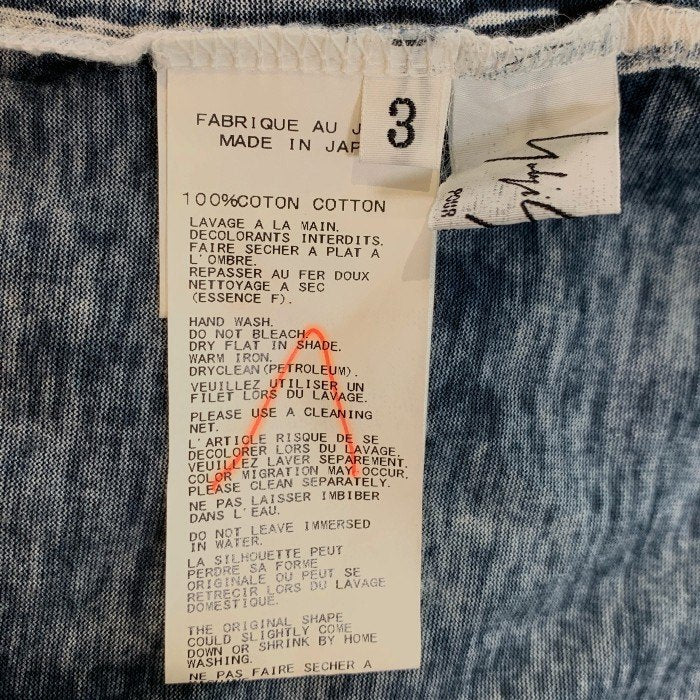 FABRIQUE AU J
MADE IN JAP
3
POUR
100%COTON COTTON
LAVAGE A LA MAIN.
DECOLORANTS INTERDITS.
FAIRE SECHER A PLAT A
L'OMBRE.
REPASSER AU FER DOUX
NETTOYAGE A SEC
(ESSENCE F).
HAND WASH.
DO NOT BLEACH.
DRY FLAT IN SHADE.
WARM IRON.
DRYCLEAN(PETROLEUM).
VEUILLEZ UTILISER UN
FILET LORS DU LAVAGE.
PLEASE USE A CLEANING
NET.
L'ARTICLE RISQUE DE SE
DECOLORER LORS DU LAVAGE.
VEUILLEZ LAVER SEPAREMENT.
COLOR MIGRATION MAY OCCUR.
PLEASE CLEAN SEPARATELY.
NE PAS LAISSER IMBIBER
DANS L'EAU.
DO NOT LEAVE IMMERSED
IN WATER.
LA SILHOUETTE PEUT
PERDRE SA FORME
ORIGINALE OU PEUT SE
RETRECIR LORS DU LAVAGE
DOMESTIQUE.
THE ORIGINAL SHAPE
COULD SLIGHTLY COME
DOWN OR SHRINK BY HOME
WASHING.
NE PAS FAIRE SECHER A